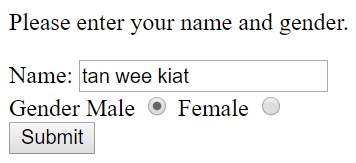 Please enter your name and gender.
Name: tan wee kiat
Gender Male Female
Submit